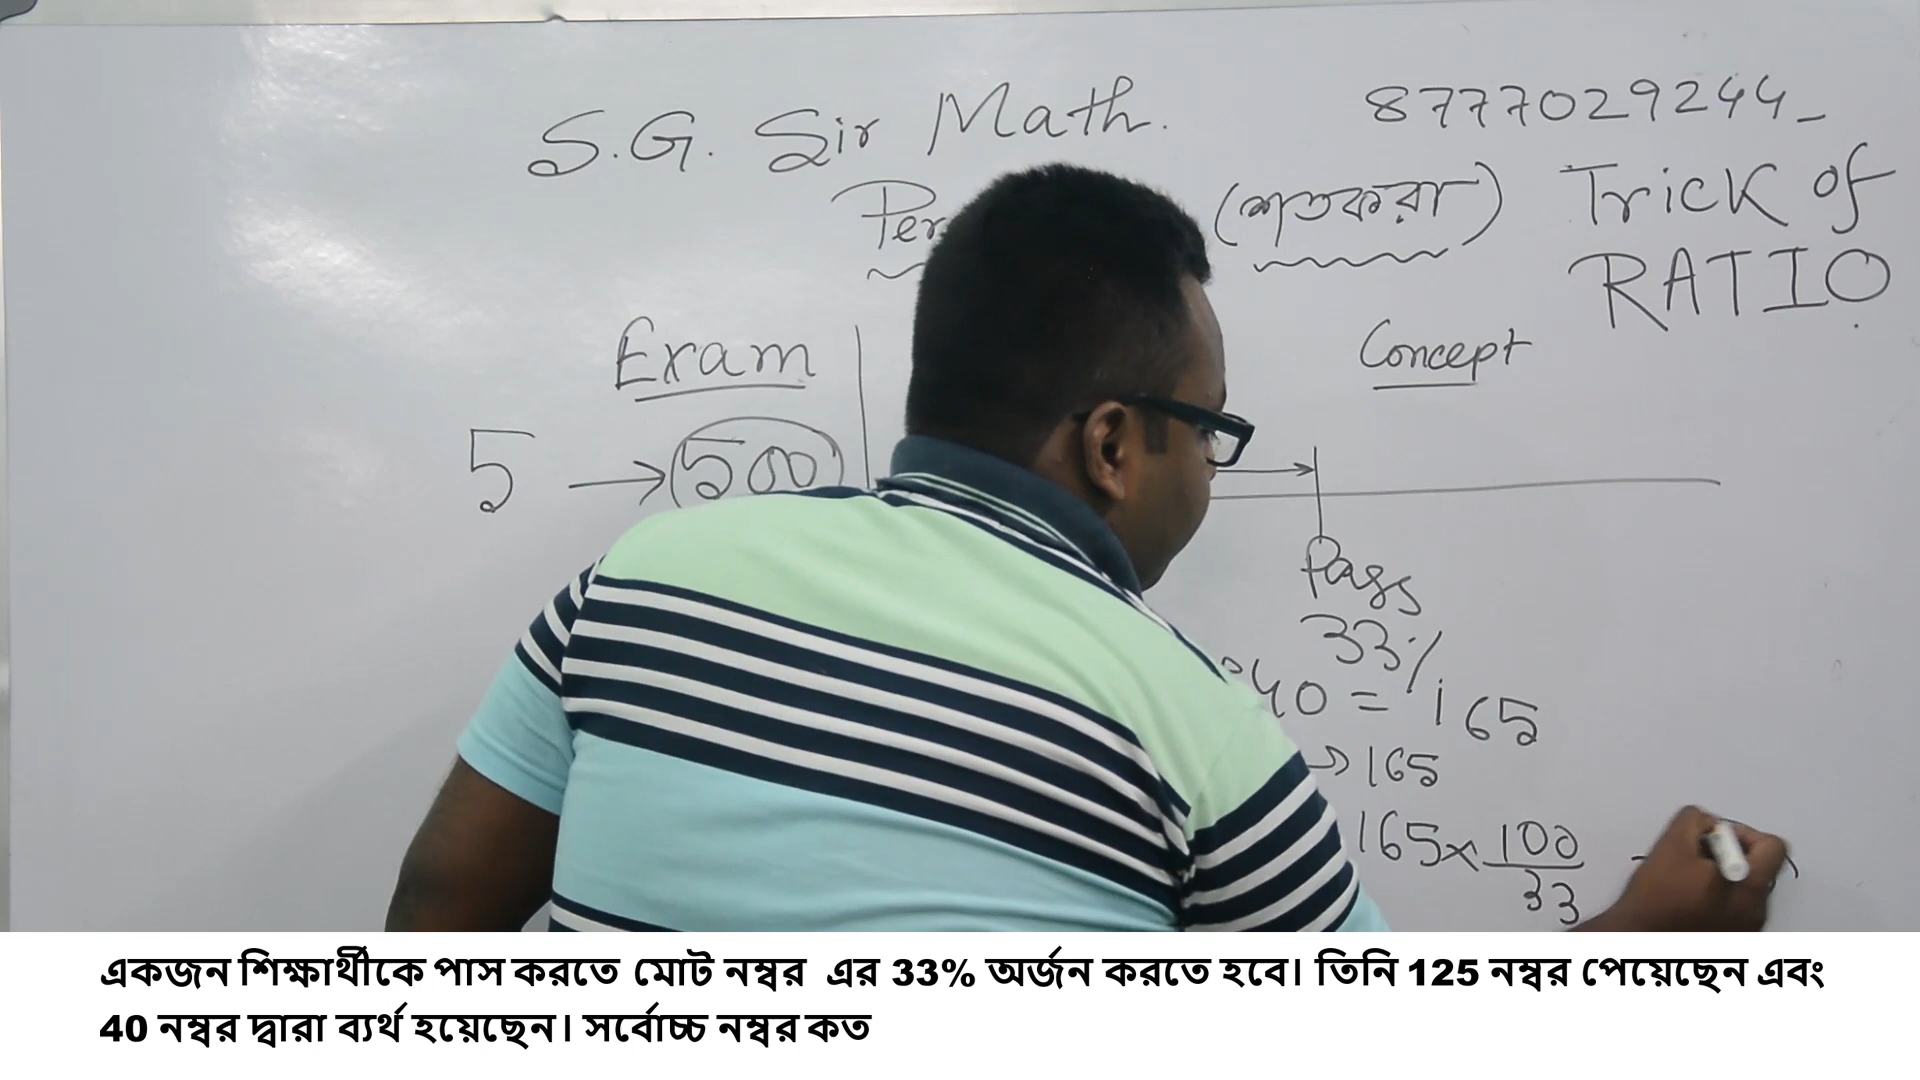 S.G. Sir Math.
8777029244
(শতকরা)
Trick of
RATIO
Exam
Concept
5 → 500
Pass
33%
40 = 165
→ 165
165 × 100/33
একজন শিক্ষার্থীকে পাস করতে মোট নম্বর এর 33% অর্জন করতে হবে। তিনি 125 নম্বর পেয়েছেন এবং
40 নম্বর দ্বারা ব্যর্থ হয়েছেন। সর্বোচ্চ নম্বর কত